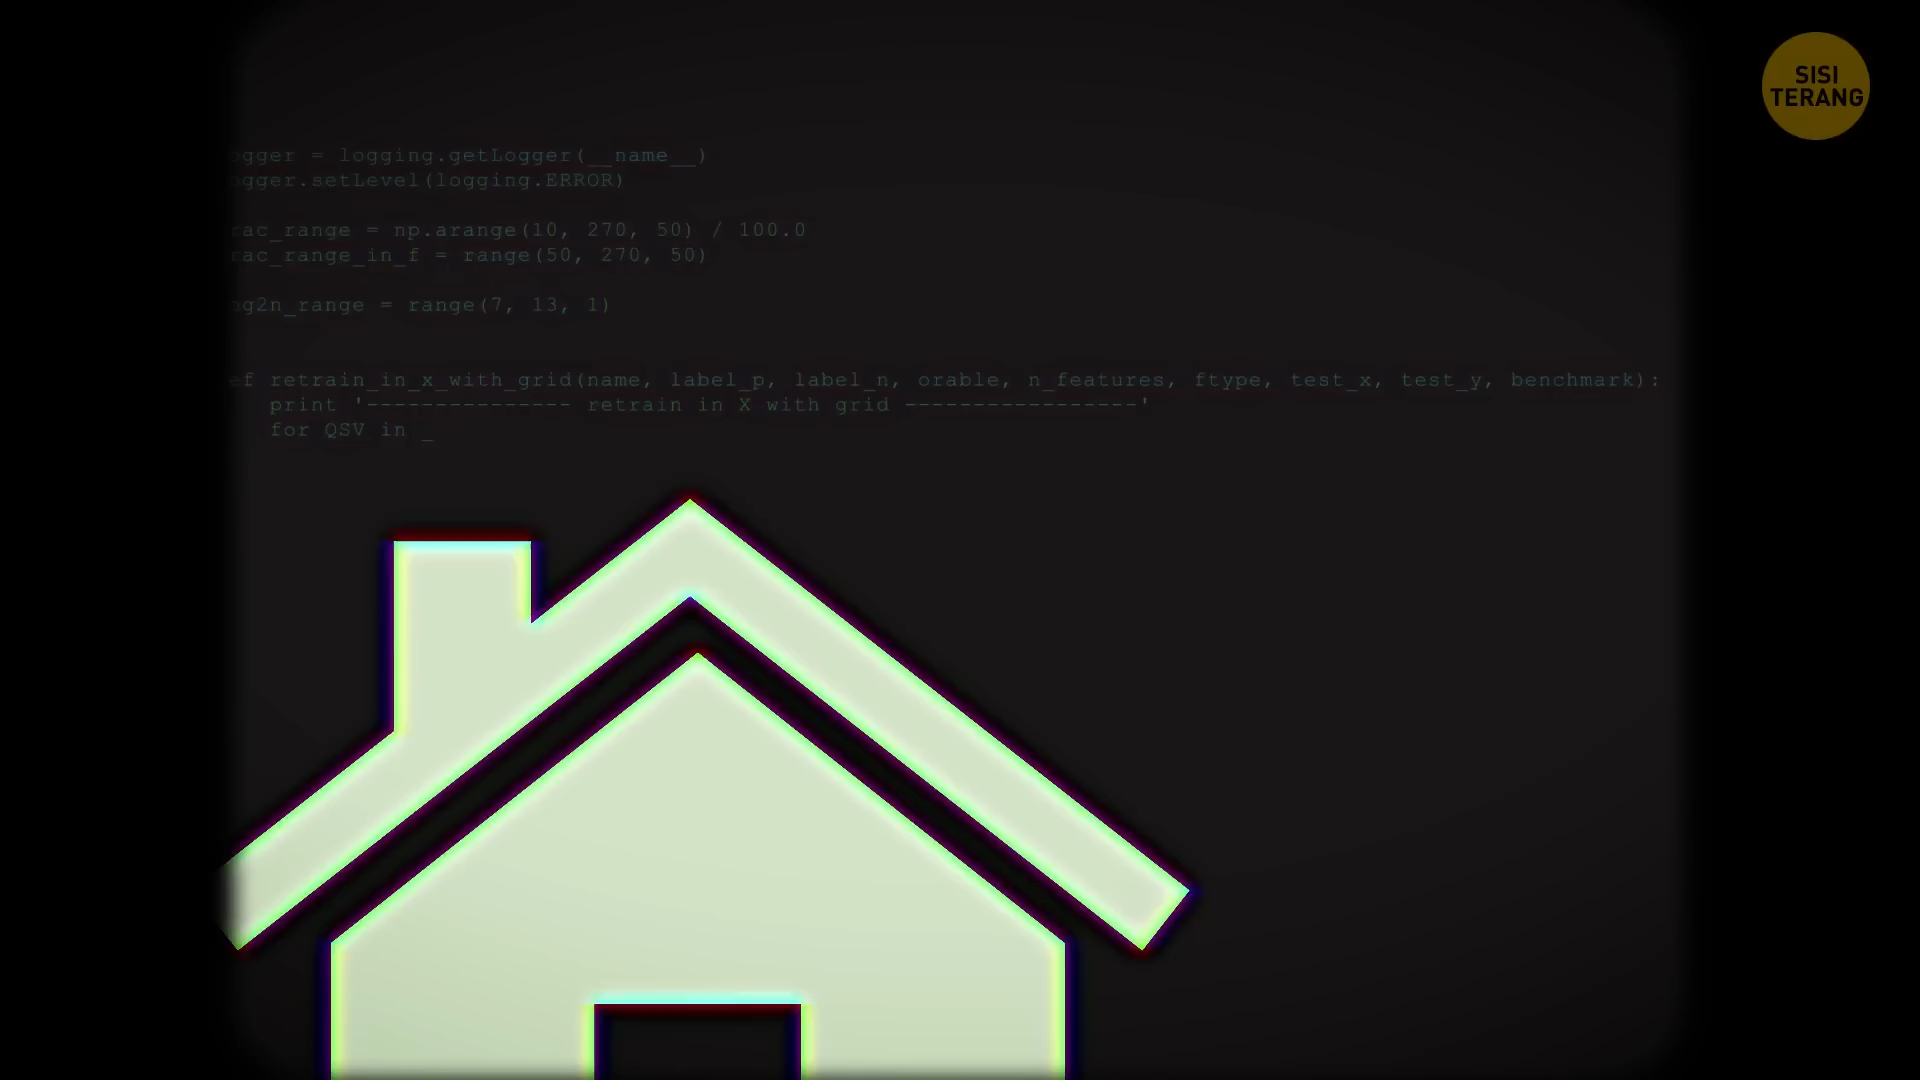 SISI
TERANG
ogger = logging.getLogger(__name__)
ogger.setLevel(logging.ERROR)
rac_range = np.arange(10, 270, 50) / 100.0
rac_range_in_f = range(50, 270, 50)
g2n_range = range(7, 13, 1)
ef retrain_in_x_with_grid(name, label_p, label_n, orable, n_features, ftype, test_x, test_y, benchmark):
print '--------------- retrain in X with grid -----------------'
for QSV in _